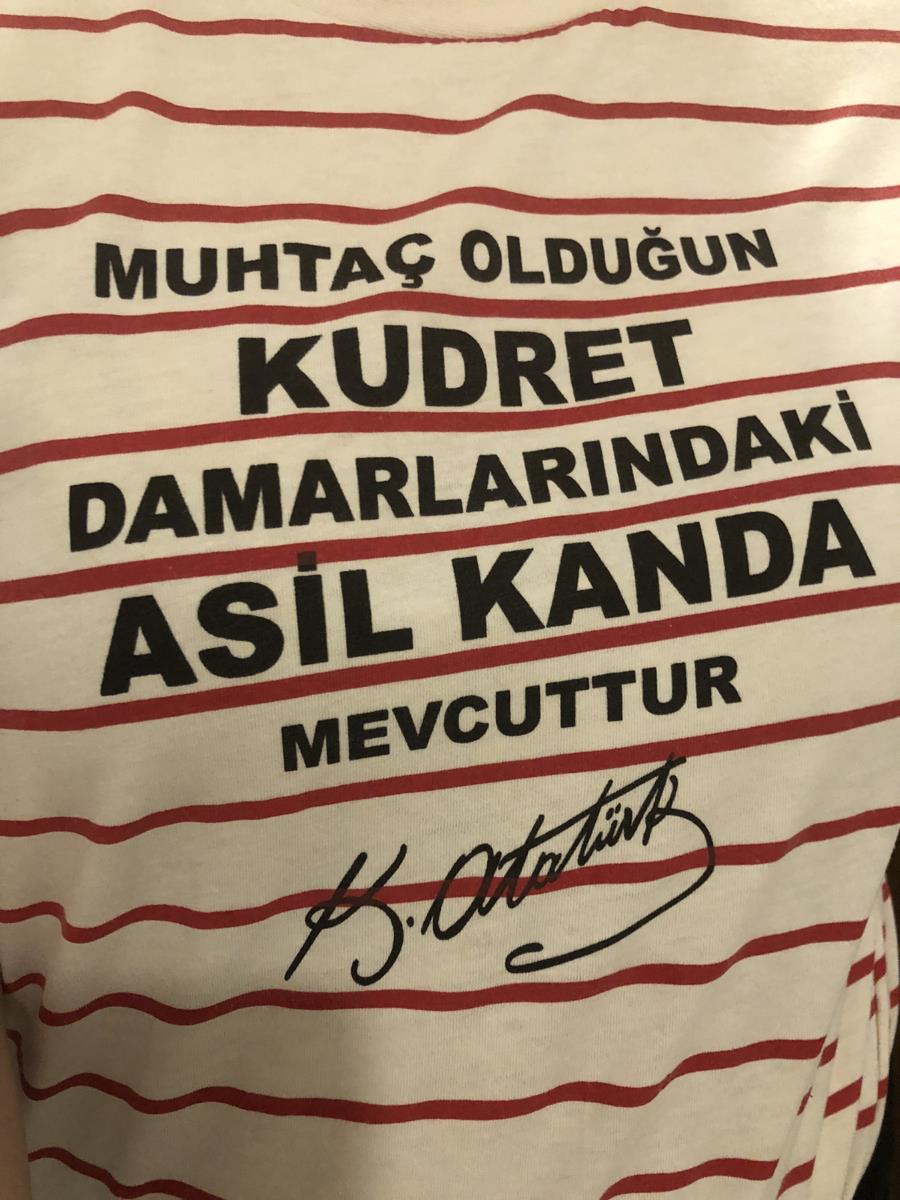 MUHTAÇ OLDUĞUN
KUDRET
DAMARLARINDAKİ
ASİL KANDA
MEVCUTTUR
K. Atatürk